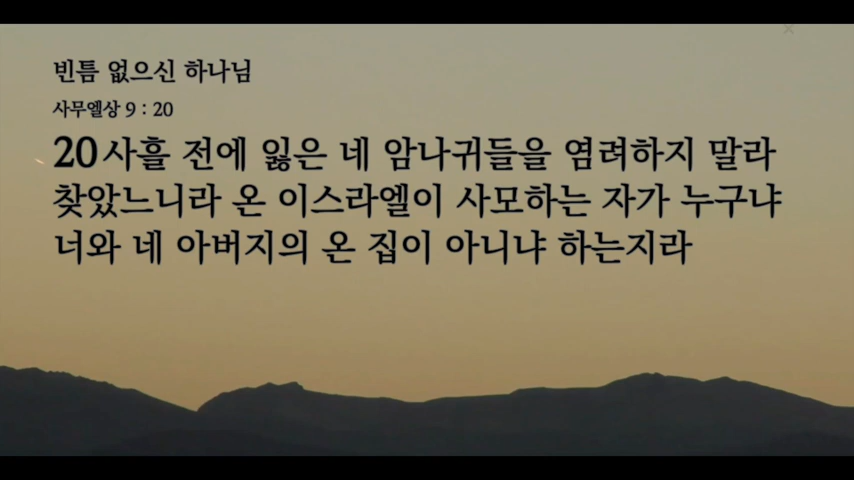 빈틈 없으신 하나님
사무엘상 9 : 20
20 사흘 전에 잃은 네 암나귀들을 염려하지 말라
찾았느니라 온 이스라엘이 사모하는 자가 누구냐
너와 네 아버지의 온 집이 아니냐 하는지라